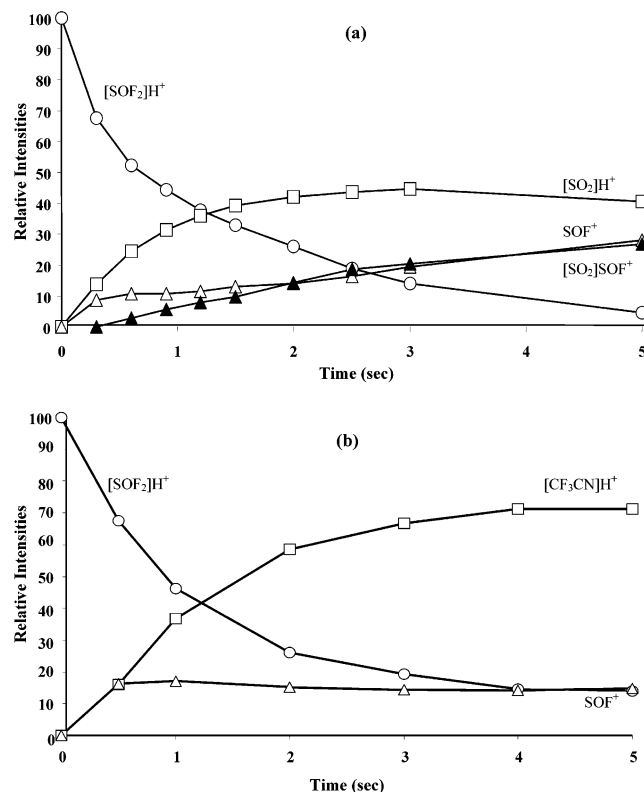 (a)
100
90
80
70
60
50
40
30
20
10
0
Relative Intensities
[SOF₂]H⁺
[SO₂]H⁺
SOF⁺
[SO₂]SOF⁺
0 1 2 3 4 5
Time (sec)
(b)
100
90
80
70
60
50
40
30
20
10
0
Relative Intensities
[SOF₂]H⁺
[CF₃CN]H⁺
SOF⁺
0 1 2 3 4 5
Time (sec)